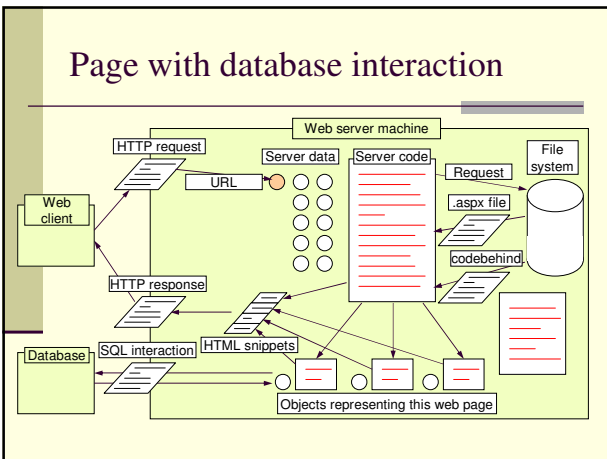 Page with database interaction
Web server machine
HTTP request
Server data
Server code
File
system
URL
Request
Web
client
.aspx file
codebehind
HTTP response
HTML snippets
Database
SQL interaction
Objects representing this web page